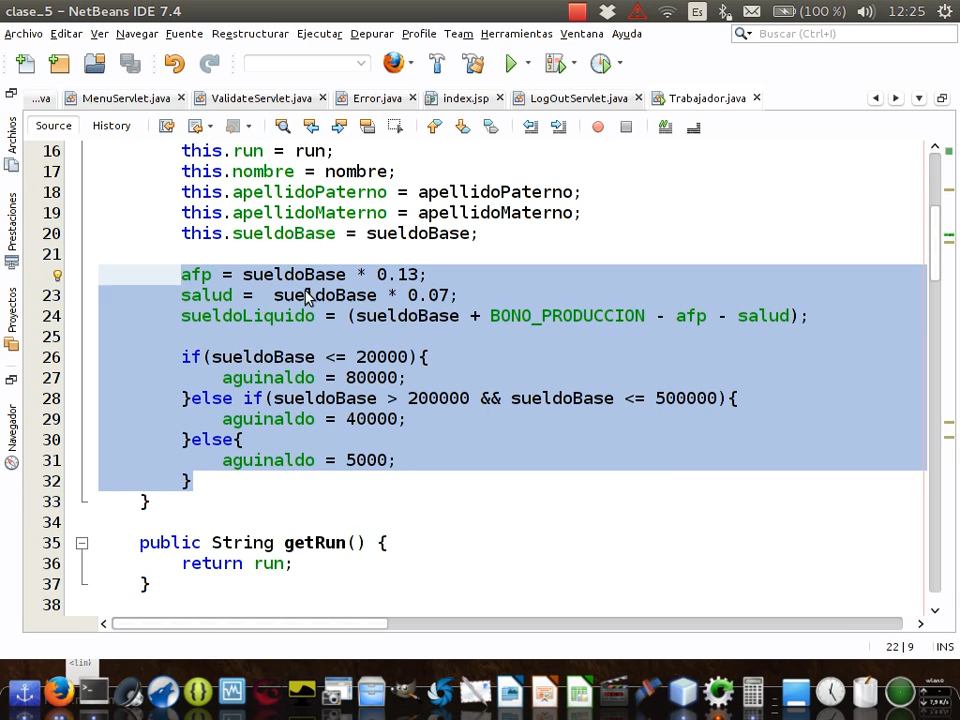 sueldo - NetBeans IDE 7.4
Es
(100 %)
12:25
Archivo Editar Ver Navegar Fuente Reestructurar Ejecutar Depurar Profile Team Herramientas Ventana Ayuda
Buscar (Ctrl+I)
...va MenuServlet.java ValidateServlet.java Error.java index.jsp LogOutServlet.java Trabajador.java
Source History
Archivos
Prestaciones
Proyectos
Navegador
16 this.run = run;
17 this.nombre = nombre;
18 this.apellidoPaterno = apellidoPaterno;
19 this.apellidoMaterno = apellidoMaterno;
20 this.sueldoBase = sueldoBase;
21
afp = sueldoBase * 0.13;
23 salud =  sueldoBase * 0.07;
24 sueldoLiquido = (sueldoBase + BONO_PRODUCCION - afp - salud);
25
26 if(sueldoBase <= 20000){
27 aguinaldo = 80000;
28 }else if(sueldoBase > 200000 && sueldoBase <= 500000){
29 aguinaldo = 40000;
30 }else{
31 aguinaldo = 5000;
32 }
33 }
34
35 public String getRun() {
36 return run;
37 }
38
22 | 9 INS
<lin}
wlan0
7,9 K/s